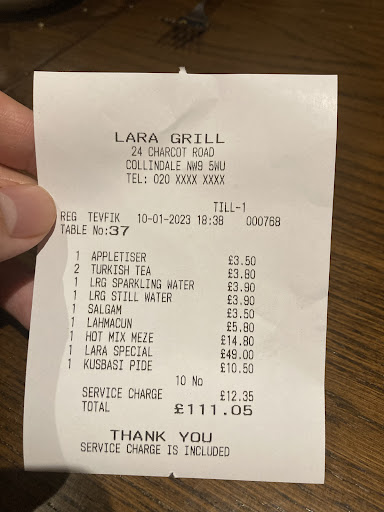 LARA GRILL
24 CHARCOT ROAD
COLLINDALE NW9 5WU
TEL: 020 XXXX XXXX
TILL-1
REG TEVFIK 10-01-2023 18:38 000768
TABLE No:37
1 APPLETISER £3.50
2 TURKISH TEA £3.80
1 LRG SPARKLING WATER £3.90
1 LRG STILL WATER £3.90
1 SALGAM £3.50
1 LAHMACUN £5.80
1 HOT MIX MEZE £14.80
1 LARA SPECIAL £49.00
1 KUSBASI PIDE £10.50
10 No
SERVICE CHARGE £12.35
TOTAL £111.05
THANK YOU
SERVICE CHARGE IS INCLUDED